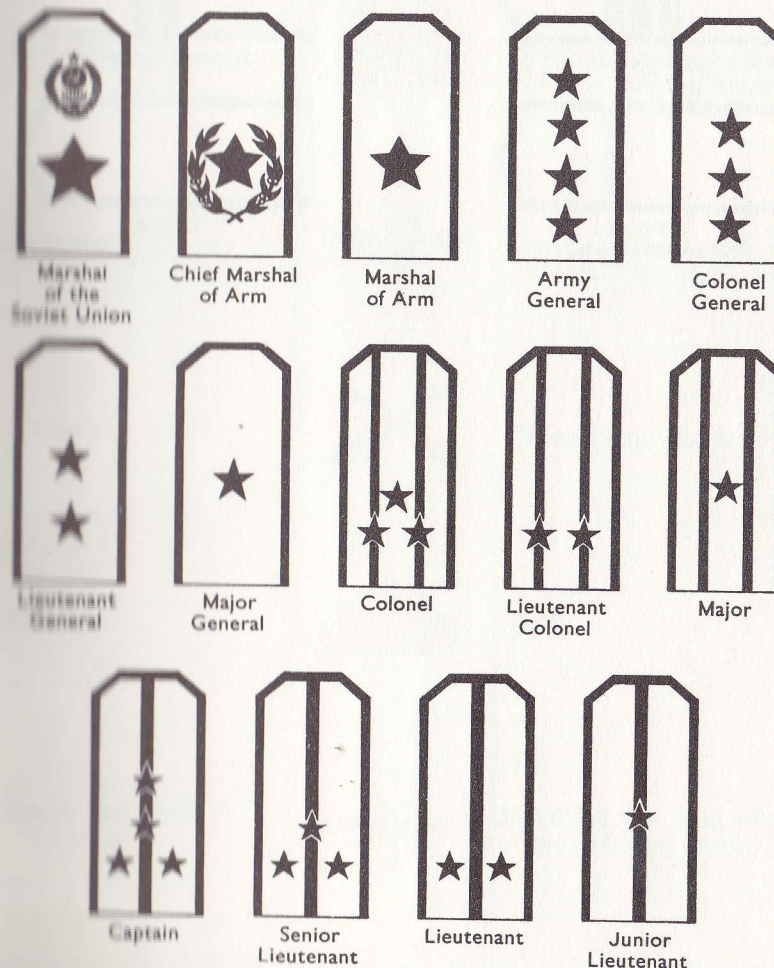 Marshal
of the
Soviet Union
Chief Marshal
of Arm
Marshal
of Arm
Army
General
Colonel
General
Lieutenant
General
Major
General
Colonel
Lieutenant
Colonel
Major
Captain
Senior
Lieutenant
Lieutenant
Junior
Lieutenant